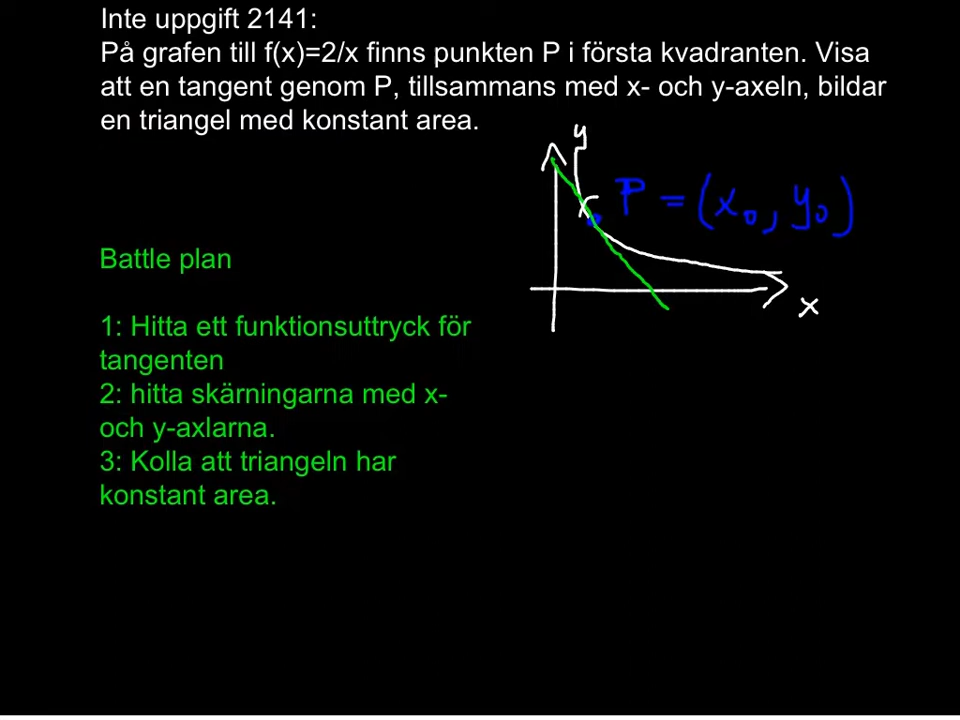 Inte uppgift 2141:
På grafen till f(x)=2/x finns punkten P i första kvadranten. Visa
att en tangent genom P, tillsammans med x- och y-axeln, bildar
en triangel med konstant area.
y
P = (x₀, y₀)
x
Battle plan
1: Hitta ett funktionsuttryck för
tangenten
2: hitta skärningarna med x-
och y-axlarna.
3: Kolla att triangeln har
konstant area.